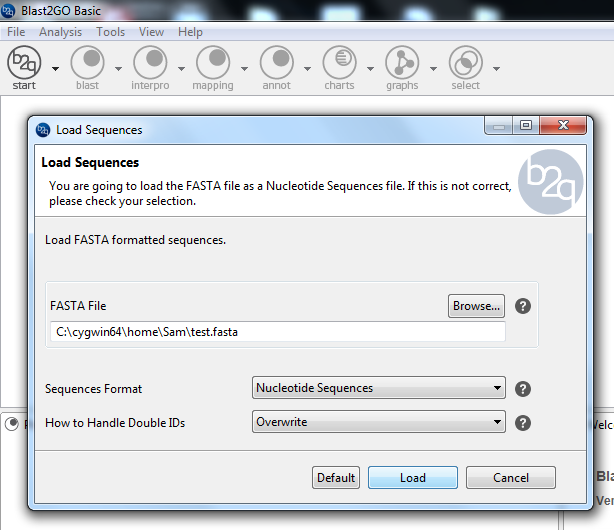 Blast2GO Basic
File Analysis Tools View Help
b2g
start blast interpro mapping annot charts graphs select
Load Sequences
Load Sequences
You are going to load the FASTA file as a Nucleotide Sequences file. If this is not correct,
please check your selection.
b2g
Load FASTA formatted sequences.
FASTA File
Browse...
?
C:\cygwin64\home\Sam\test.fasta
Sequences Format Nucleotide Sequences ?
How to Handle Double IDs Overwrite ?
Default Load Cancel